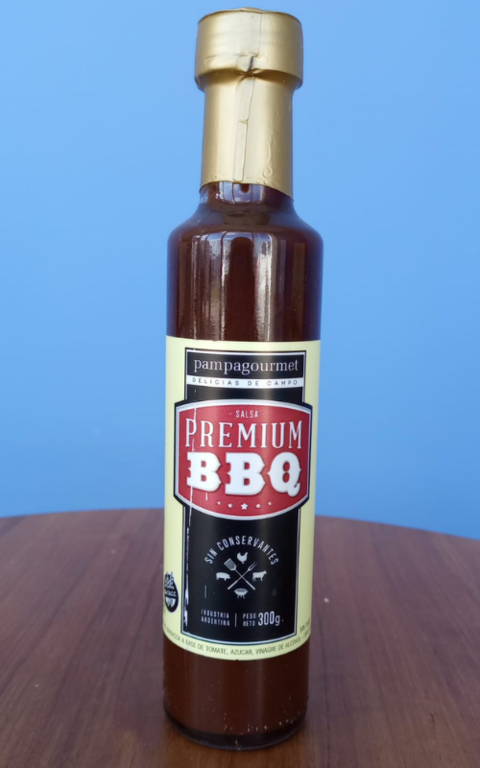 pampagourmet
DELICIAS DE CAMPO
SALSA
PREMIUM
BBQ
SIN CONSERVANTES
INDUSTRIA
ARGENTINA
PESO
NETO 300g.
A BASE DE TOMATE, AZUCAR, VINAGRE DE ALCOHOL,